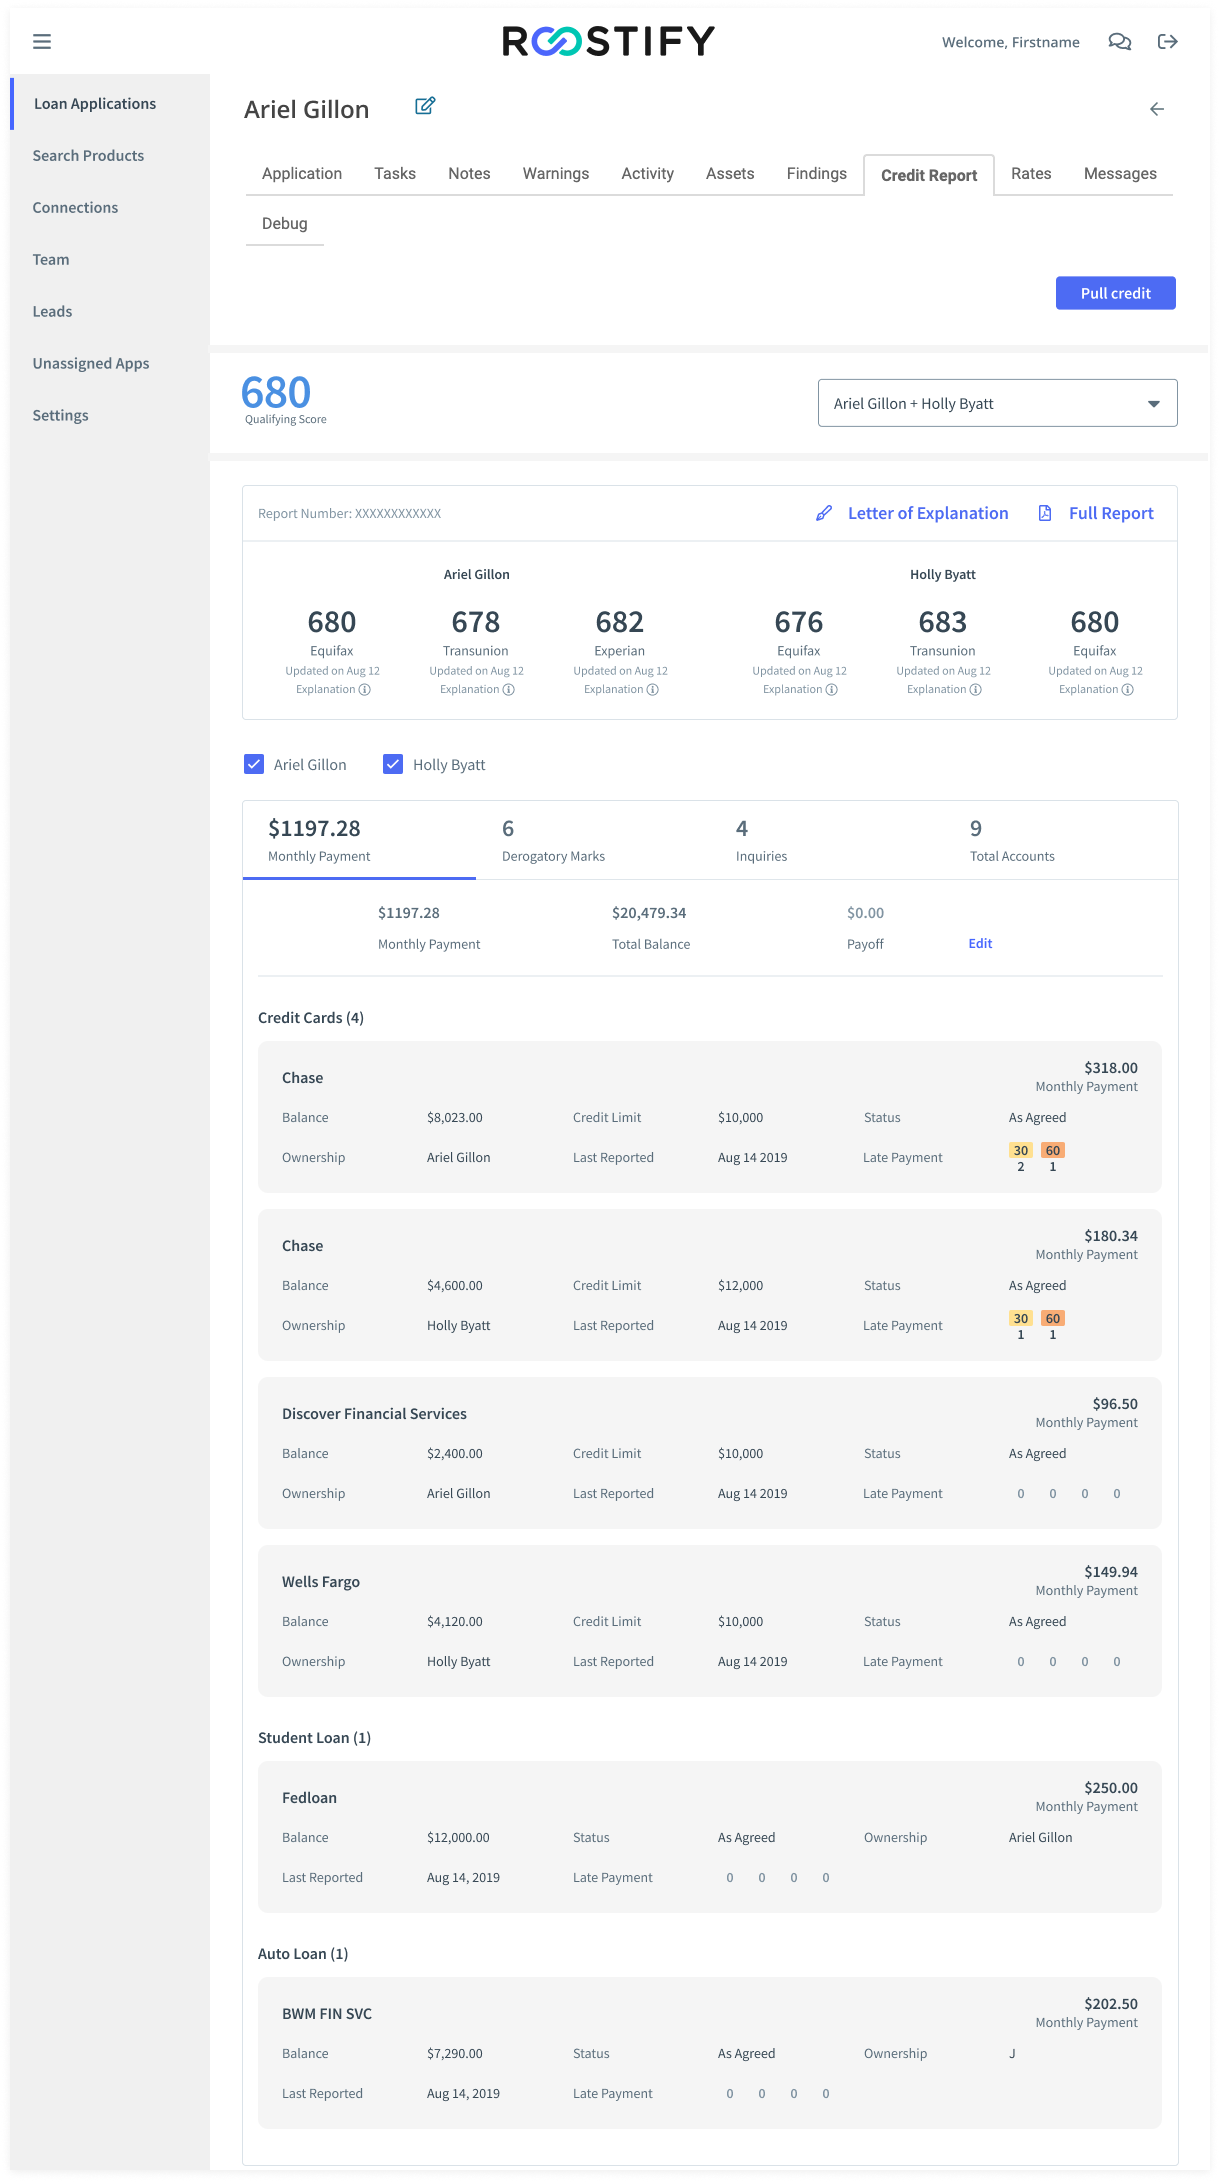 ROOSTIFY
Welcome, Firstname
Loan Applications
Search Products
Connections
Team
Leads
Unassigned Apps
Settings
Ariel Gillon
Application Tasks Notes Warnings Activity Assets Findings Credit Report Rates Messages
Debug
Pull credit
680
Qualifying Score
Ariel Gillon + Holly Byatt
Report Number: XXXXXXXXXXXX
Letter of Explanation Full Report
Ariel Gillon Holly Byatt
680 678 682 676 683 680
Equifax Transunion Experian Equifax Transunion Equifax
Updated on Aug 12 Updated on Aug 12 Updated on Aug 12 Updated on Aug 12 Updated on Aug 12 Updated on Aug 12
Explanation Explanation Explanation Explanation Explanation Explanation
Ariel Gillon Holly Byatt
$1197.28 6 4 9
Monthly Payment Derogatory Marks Inquiries Total Accounts
$1197.28 $20,479.34 $0.00
Monthly Payment Total Balance Payoff Edit
Credit Cards (4)
Chase $318.00
Monthly Payment
Balance $8,023.00 Credit Limit $10,000 Status As Agreed
Ownership Ariel Gillon Last Reported Aug 14 2019 Late Payment 30 60
2 1
Chase $180.34
Monthly Payment
Balance $4,600.00 Credit Limit $12,000 Status As Agreed
Ownership Holly Byatt Last Reported Aug 14 2019 Late Payment 30 60
1 1
Discover Financial Services $96.50
Monthly Payment
Balance $2,400.00 Credit Limit $10,000 Status As Agreed
Ownership Ariel Gillon Last Reported Aug 14 2019 Late Payment 0 0 0 0
Wells Fargo $149.94
Monthly Payment
Balance $4,120.00 Credit Limit $10,000 Status As Agreed
Ownership Holly Byatt Last Reported Aug 14 2019 Late Payment 0 0 0 0
Student Loan (1)
Fedloan $250.00
Monthly Payment
Balance $12,000.00 Status As Agreed Ownership Ariel Gillon
Last Reported Aug 14, 2019 Late Payment 0 0 0 0
Auto Loan (1)
BWM FIN SVC $202.50
Monthly Payment
Balance $7,290.00 Status As Agreed Ownership J
Last Reported Aug 14, 2019 Late Payment 0 0 0 0